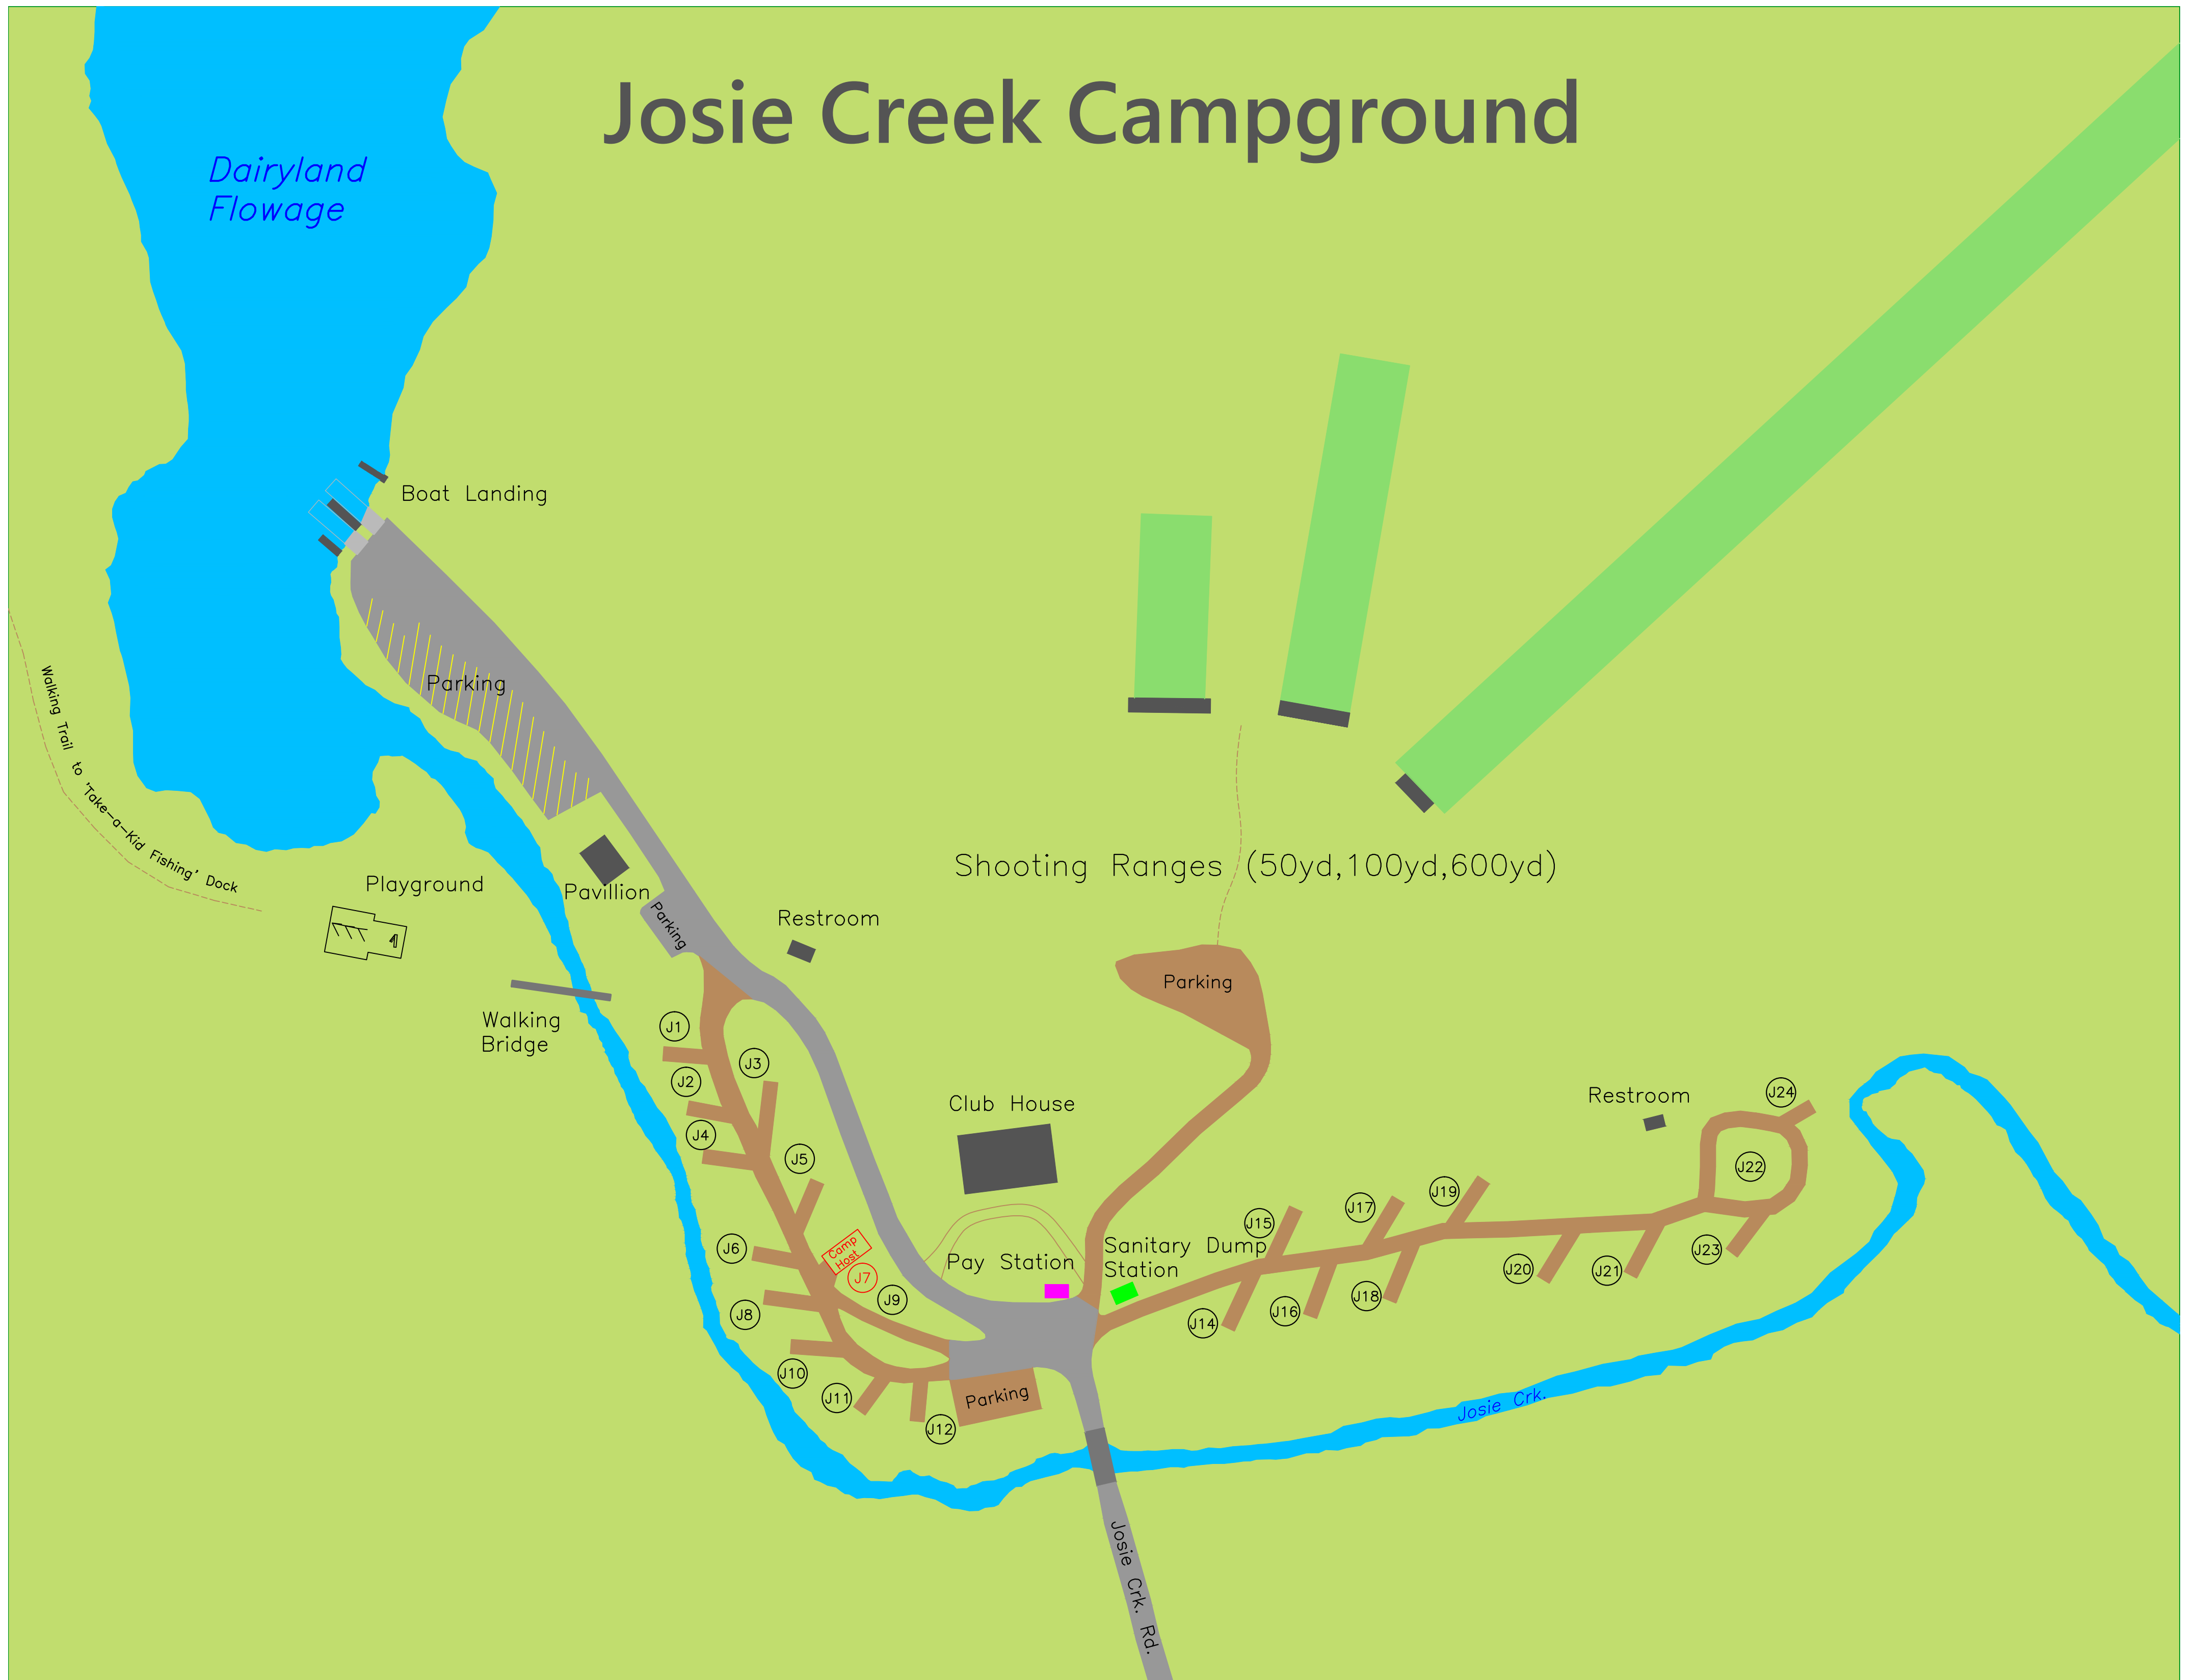 Josie Creek Campground
Dairyland
Flowage
Boat Landing
Parking
Walking Trail to 'Take-a-Kid Fishing' Dock
Playground
Pavillion
Shooting Ranges (50yd,100yd,600yd)
Parking
Restroom
Parking
Walking
Bridge
J1
J3
J2
J4
J5
Club House
Restroom
J24
J22
J19
J17
J15
J6
Camp
Host
J7
J9
J8
Pay Station
Sanitary Dump
Station
J23
J20
J21
J18
J16
J14
J10
J11
J12
Parking
Josie Crk.
Josie Crk. Rd.